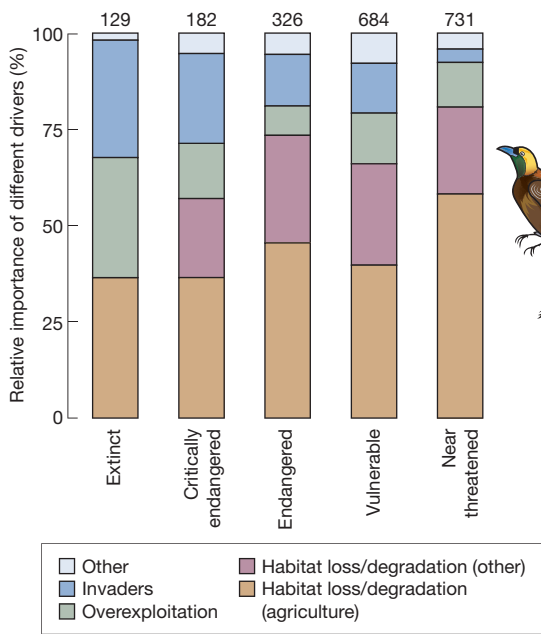 129 182 326 684 731
Relative importance of different drivers (%)
100
75
50
25
0
Extinct
Critically
endangered
Endangered
Vulnerable
Near
threatened
Other
Invaders
Overexploitation
Habitat loss/degradation (other)
Habitat loss/degradation
(agriculture)